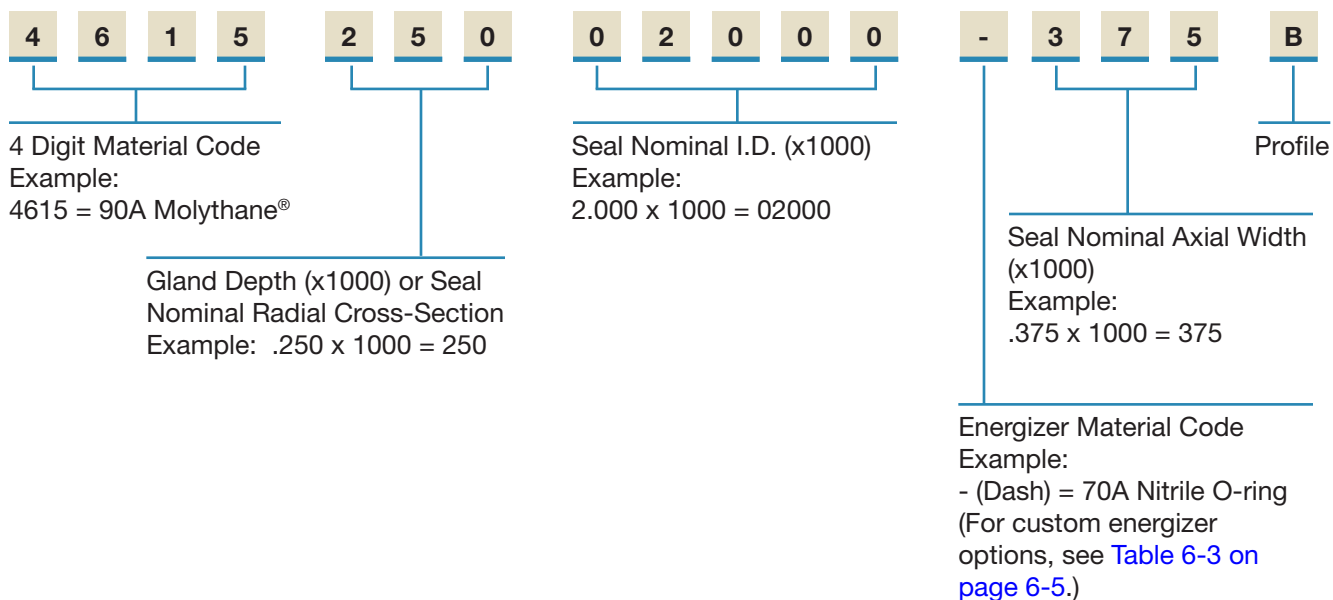 4 6 1 5 2 5 0 0 2 0 0 0 - 3 7 5 B
4 Digit Material Code
Example:
4615 = 90A Molythane®
Gland Depth (x1000) or Seal
Nominal Radial Cross-Section
Example: .250 x 1000 = 250
Seal Nominal I.D. (x1000)
Example:
2.000 x 1000 = 02000
Profile
Seal Nominal Axial Width
(x1000)
Example:
.375 x 1000 = 375
Energizer Material Code
Example:
- (Dash) = 70A Nitrile O-ring
(For custom energizer
options, see Table 6-3 on
page 6-5.)